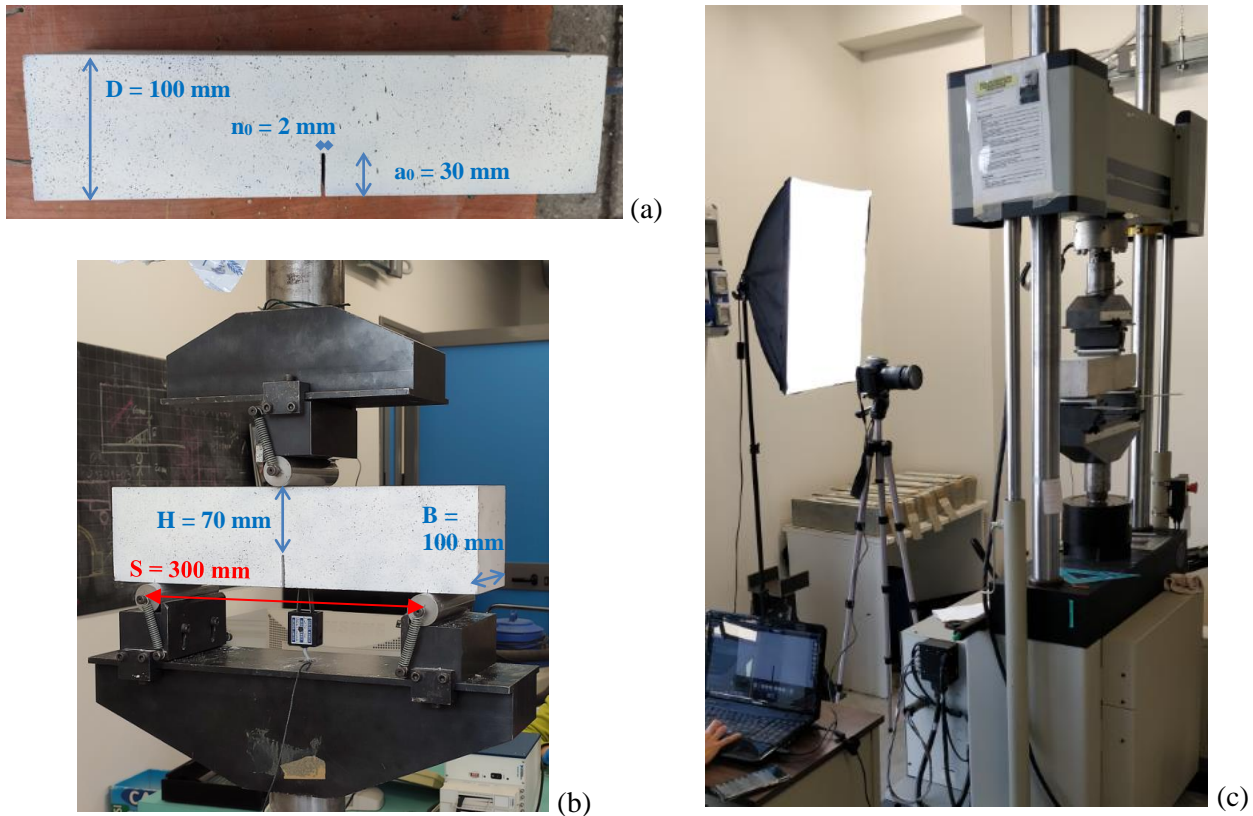 D = 100 mm
n₀ = 2 mm
a₀ = 30 mm
(a)
H = 70 mm
B =
100 mm
S = 300 mm
(b)
(c)